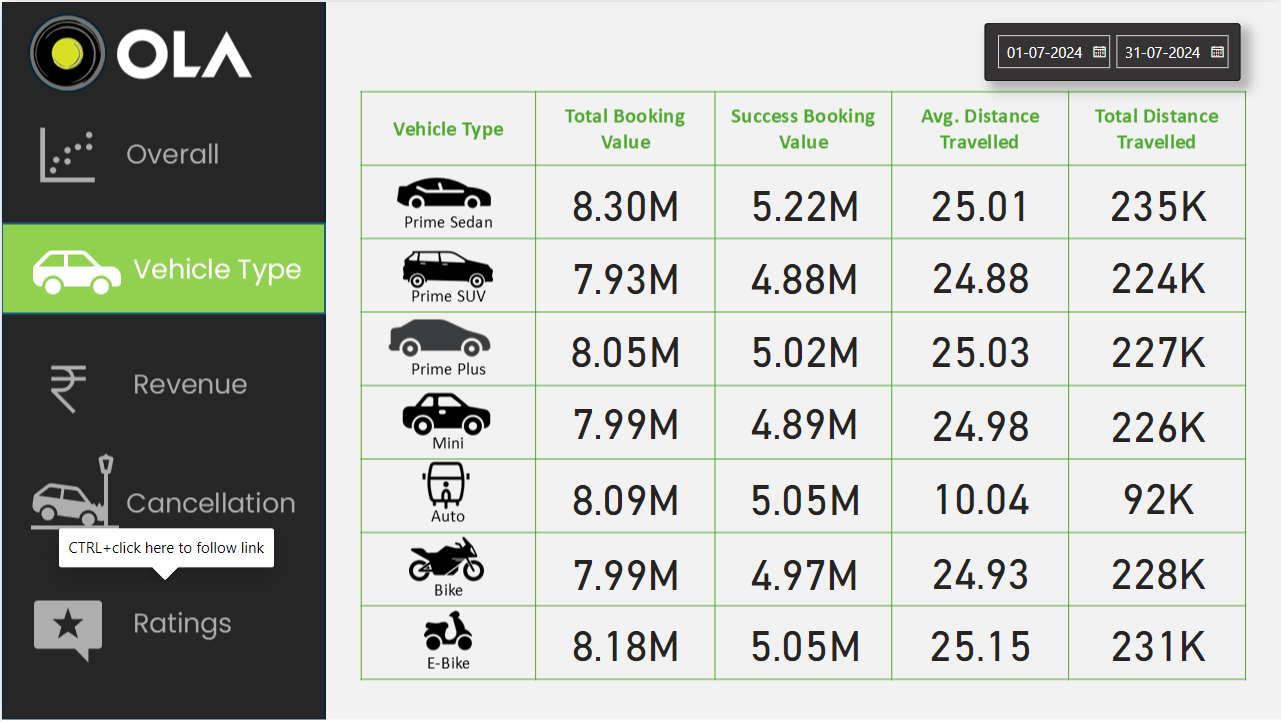 OLA
01-07-2024 31-07-2024
Overall
Vehicle Type
Revenue
Cancellation
CTRL+click here to follow link
Ratings
Vehicle Type Total Booking Value Success Booking Value Avg. Distance Travelled Total Distance Travelled
Prime Sedan 8.30M 5.22M 25.01 235K
Prime SUV 7.93M 4.88M 24.88 224K
Prime Plus 8.05M 5.02M 25.03 227K
Mini 7.99M 4.89M 24.98 226K
Auto 8.09M 5.05M 10.04 92K
Bike 7.99M 4.97M 24.93 228K
E-Bike 8.18M 5.05M 25.15 231K